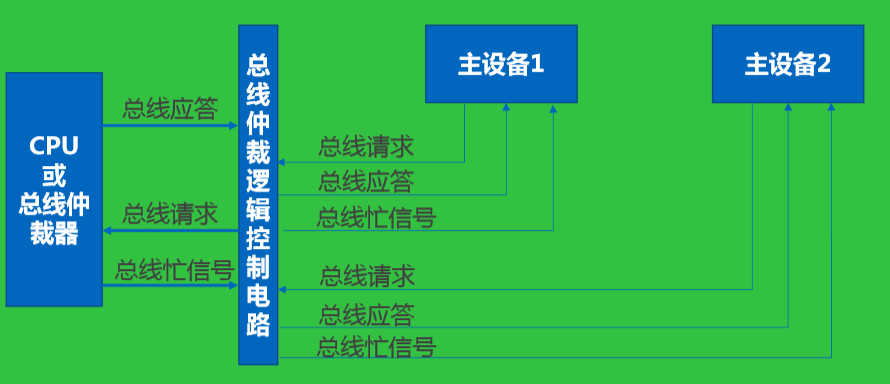 CPU
或
总线仲
裁器
总线应答
总线请求
总线忙信号
总线仲裁逻辑控制电路
主设备1
主设备2
总线请求
总线应答
总线忙信号
总线请求
总线应答
总线忙信号